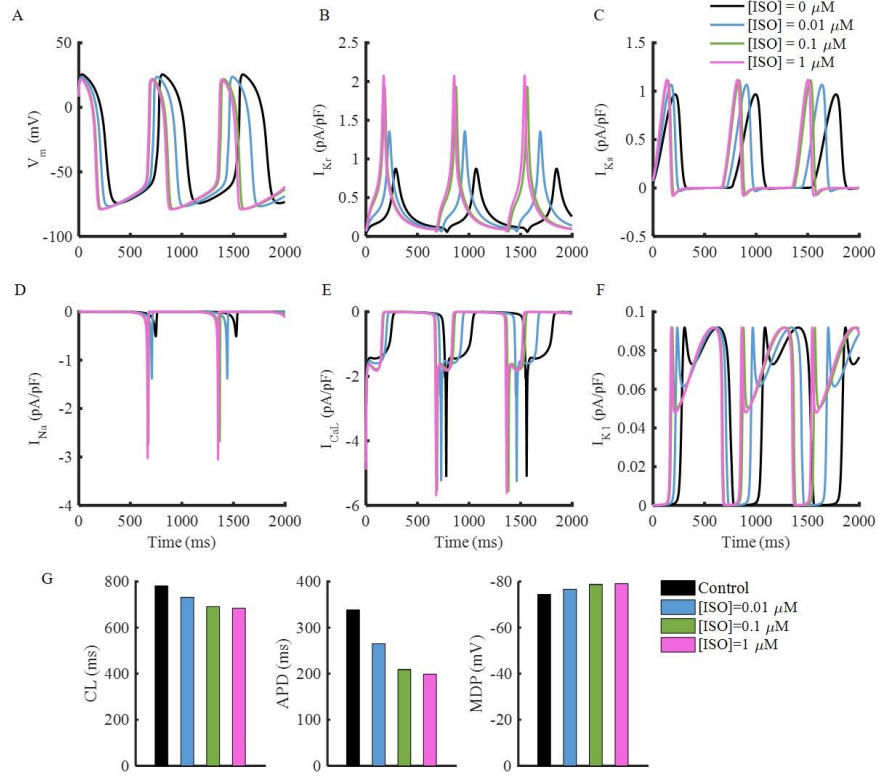 A
B
C
[ISO] = 0 μM
[ISO] = 0.01 μM
[ISO] = 0.1 μM
[ISO] = 1 μM
50
0
-50
-100
V_m (mV)
0 500 1000 1500 2000
2.5
2
1.5
1
0.5
0
I_Kr (pA/pF)
0 500 1000 1500 2000
1.5
1
0.5
0
-0.5
I_Ks (pA/pF)
0 500 1000 1500 2000
D
E
F
0
-1
-2
-3
-4
I_Na (pA/pF)
0 500 1000 1500 2000
Time (ms)
0
-2
-4
-6
I_CaL (pA/pF)
0 500 1000 1500 2000
Time (ms)
0.1
0.08
0.06
0.04
0.02
0
I_K1 (pA/pF)
0 500 1000 1500 2000
Time (ms)
G
800
600
400
200
0
CL (ms)
400
300
200
100
0
APD (ms)
-80
-60
-40
-20
0
MDP (mV)
Control
[ISO]=0.01 μM
[ISO]=0.1 μM
[ISO]=1 μM